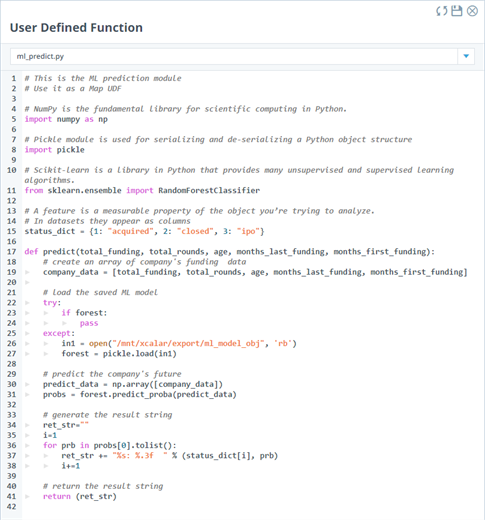 User Defined Function
ml_predict.py
1 # This is the ML prediction module
2 # Use it as a Map UDF
3
4 # NumPy is the fundamental library for scientific computing in Python.
5 import numpy as np
6
7 # Pickle module is used for serializing and de-serializing a Python object structure
8 import pickle
9
10 # Scikit-learn is a library in Python that provides many unsupervised and supervised learning
algorithms.
11 from sklearn.ensemble import RandomForestClassifier
12
13 # A feature is a measurable property of the object you’re trying to analyze.
14 # In datasets they appear as columns
15 status_dict = {1: "acquired", 2: "closed", 3: "ipo"}
16
17 def predict(total_funding, total_rounds, age, months_last_funding, months_first_funding):
18     # create an array of company's funding  data
19     company_data = [total_funding, total_rounds, age, months_last_funding, months_first_funding]
20
21     # load the saved ML model
22     try:
23         if forest:
24             pass
25     except:
26         in1 = open("/mnt/xcalar/export/ml_model_obj", 'rb')
27         forest = pickle.load(in1)
28
29     # predict the company's future
30     predict_data = np.array([company_data])
31     probs = forest.predict_proba(predict_data)
32
33     # generate the result string
34     ret_str=""
35     i=1
36     for prb in probs[0].tolist():
37         ret_str += "%s: %.3f  " % (status_dict[i], prb)
38         i+=1
39
40     # return the result string
41     return (ret_str)
42